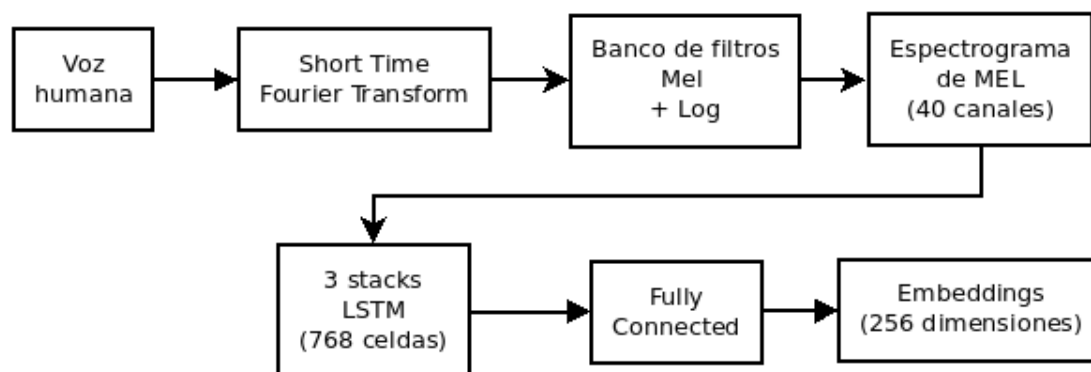 Voz
humana
Short Time
Fourier Transform
Banco de filtros
Mel
+ Log
Espectrograma
de MEL
(40 canales)
3 stacks
LSTM
(768 celdas)
Fully
Connected
Embeddings
(256 dimensiones)